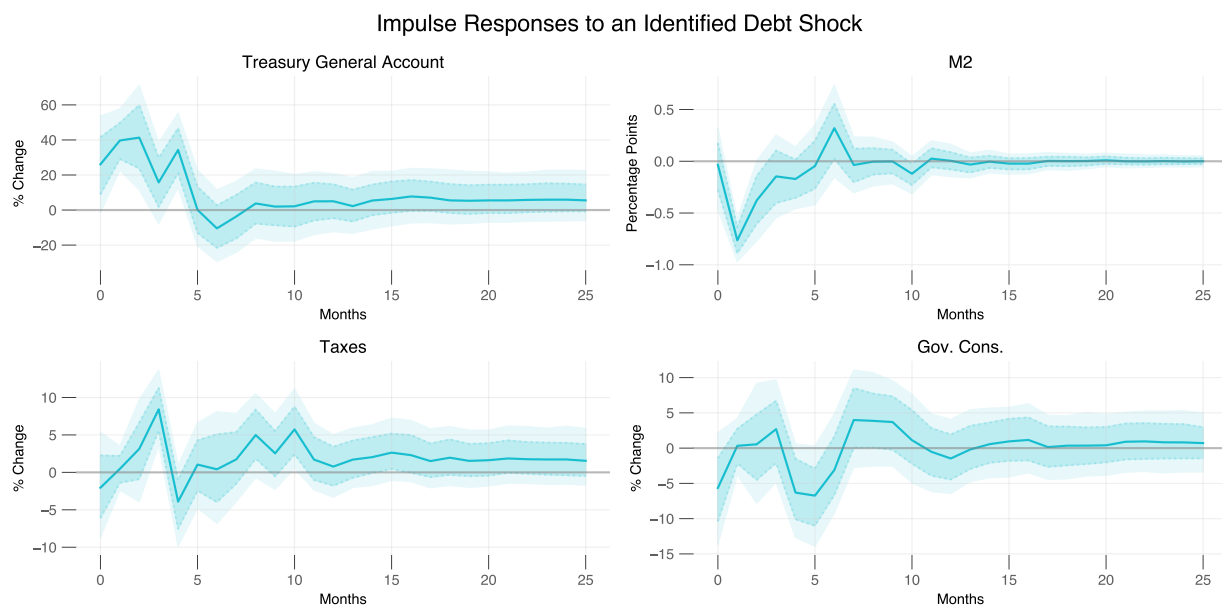 Impulse Responses to an Identified Debt Shock
Treasury General Account
% Change
60
40
20
0
−20
0 5 10 15 20 25
Months
M2
Percentage Points
0.5
0.0
−0.5
−1.0
0 5 10 15 20 25
Months
Taxes
% Change
10
5
0
−5
−10
0 5 10 15 20 25
Months
Gov. Cons.
% Change
10
5
0
−5
−10
−15
0 5 10 15 20 25
Months